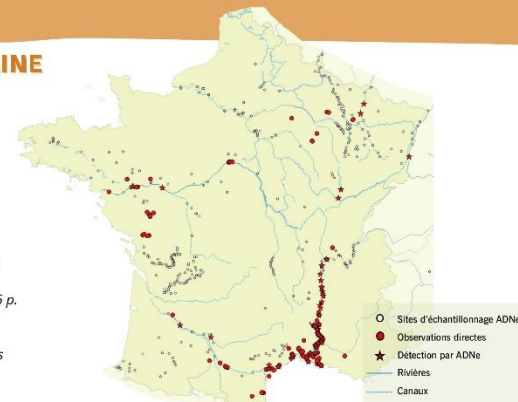 INE
p.
s
Sites d'échantillonnage ADNe
Observations directes
Détection par ADNe
Rivières
Canaux